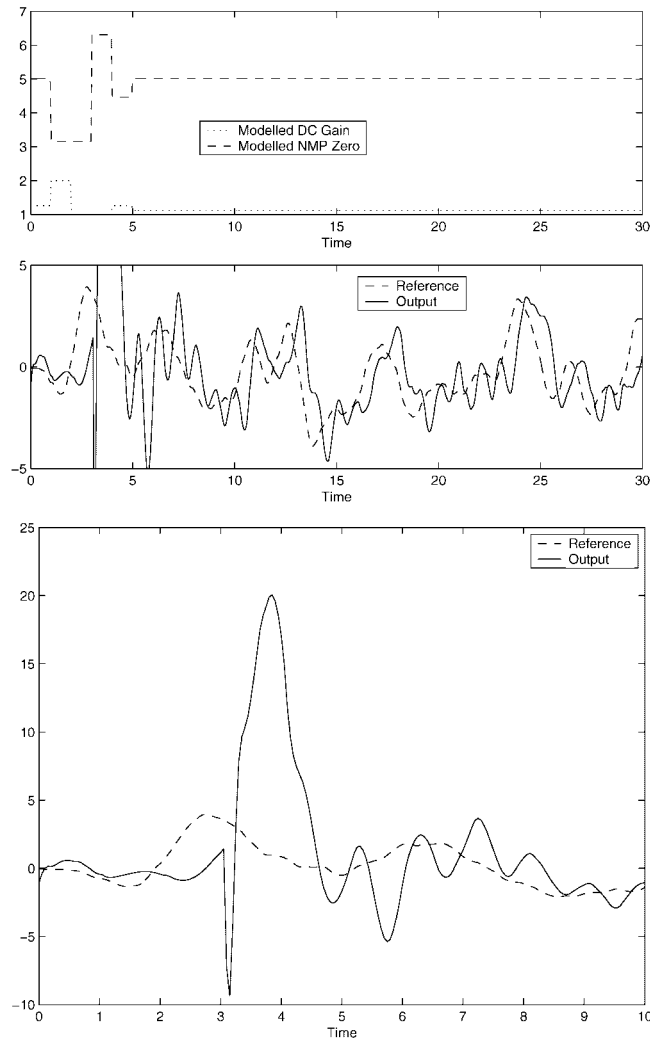 7
6
5
4
3
2
1
Modelled DC Gain
Modelled NMP Zero
0 5 10 15 20 25 30
Time
5
0
−5
Reference
Output
0 5 10 15 20 25 30
Time
25
20
15
10
5
0
−5
−10
Reference
Output
0 1 2 3 4 5 6 7 8 9 10
Time